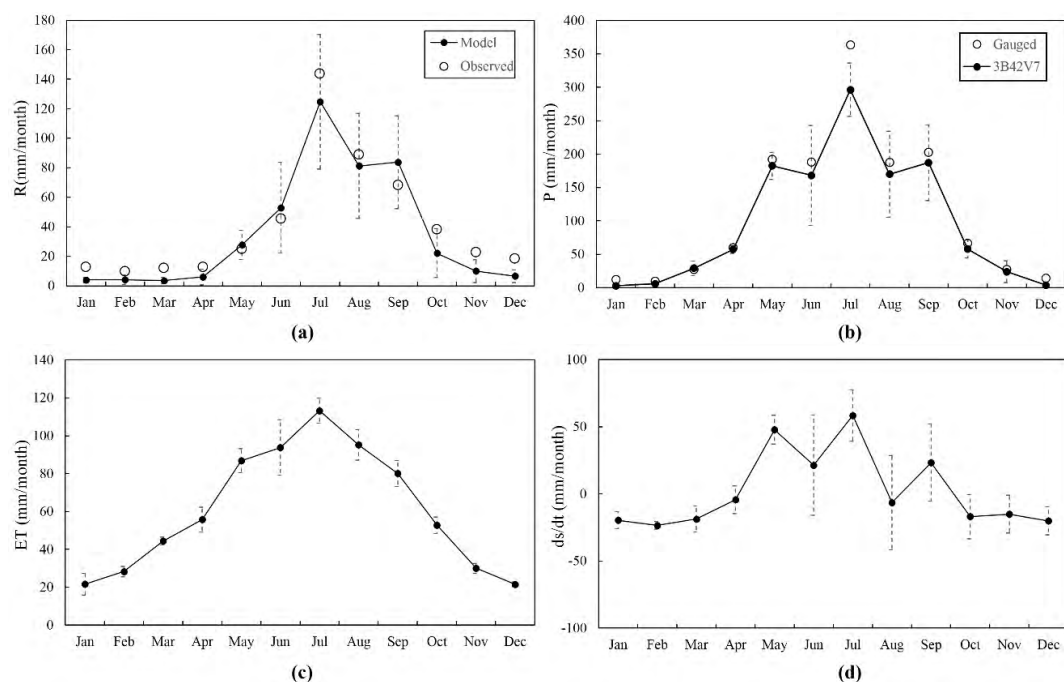 180
160
140
120
100
80
60
40
20
0
R(mm/month)
Model
Observed
Jan Feb Mar Apr May Jun Jul Aug Sep Oct Nov Dec
(a)
400
350
300
250
200
150
100
50
0
P (mm/month)
Gauged
3B42V7
Jan Feb Mar Apr May Jun Jul Aug Sep Oct Nov Dec
(b)
140
120
100
80
60
40
20
0
ET (mm/month)
Jan Feb Mar Apr May Jun Jul Aug Sep Oct Nov Dec
(c)
100
50
0
-50
-100
ds/dt (mm/month)
Jan Feb Mar Apr May Jun Jul Aug Sep Oct Nov Dec
(d)